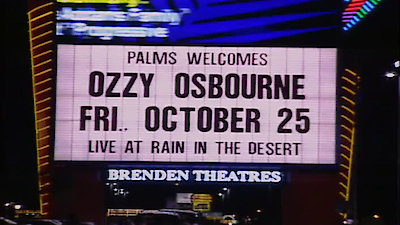 PALMS WELCOMES
OZZY OSBOURNE
FRI.. OCTOBER 25
LIVE AT RAIN IN THE DESERT
BRENDEN THEATRES